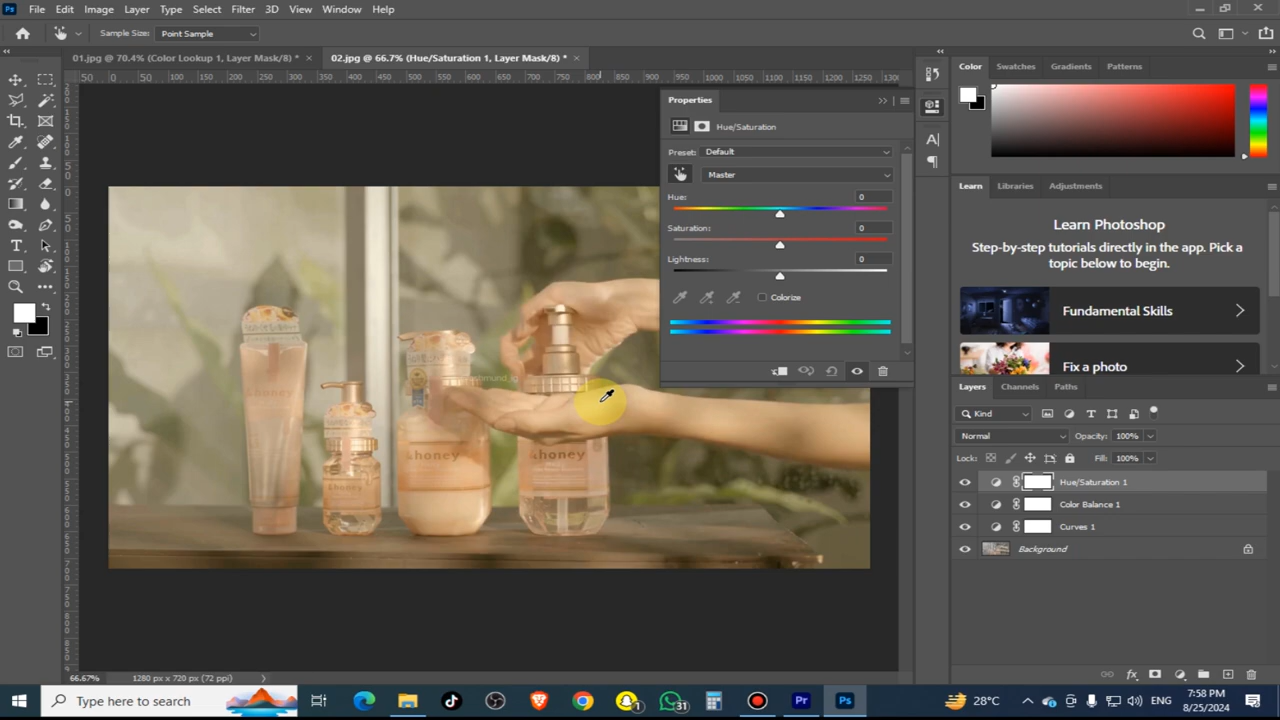 Ps File Edit Image Layer Type Select Filter 3D View Window Help
Sample Size: Point Sample
01.jpg @ 70.4% (Color Lookup 1, Layer Mask/8) * ×
02.jpg @ 66.7% (Hue/Saturation 1, Layer Mask/8) * ×
Properties
Hue/Saturation
Preset: Default
Master
Hue: 0
Saturation: 0
Lightness: 0
Colorize
&honey
&honey
&honey
&honey
Color Swatches Gradients Patterns
Learn Libraries Adjustments
Learn Photoshop
Step-by-step tutorials directly in the app. Pick a
topic below to begin.
Fundamental Skills
Fix a photo
Layers Channels Paths
Kind
Normal Opacity: 100%
Lock: Fill: 100%
Hue/Saturation 1
Color Balance 1
Curves 1
Background
66.67% 1280 px x 720 px (72 ppi)
Type here to search
1
31
Pr
Ps
28°C
ENG
7:58 PM
8/25/2024